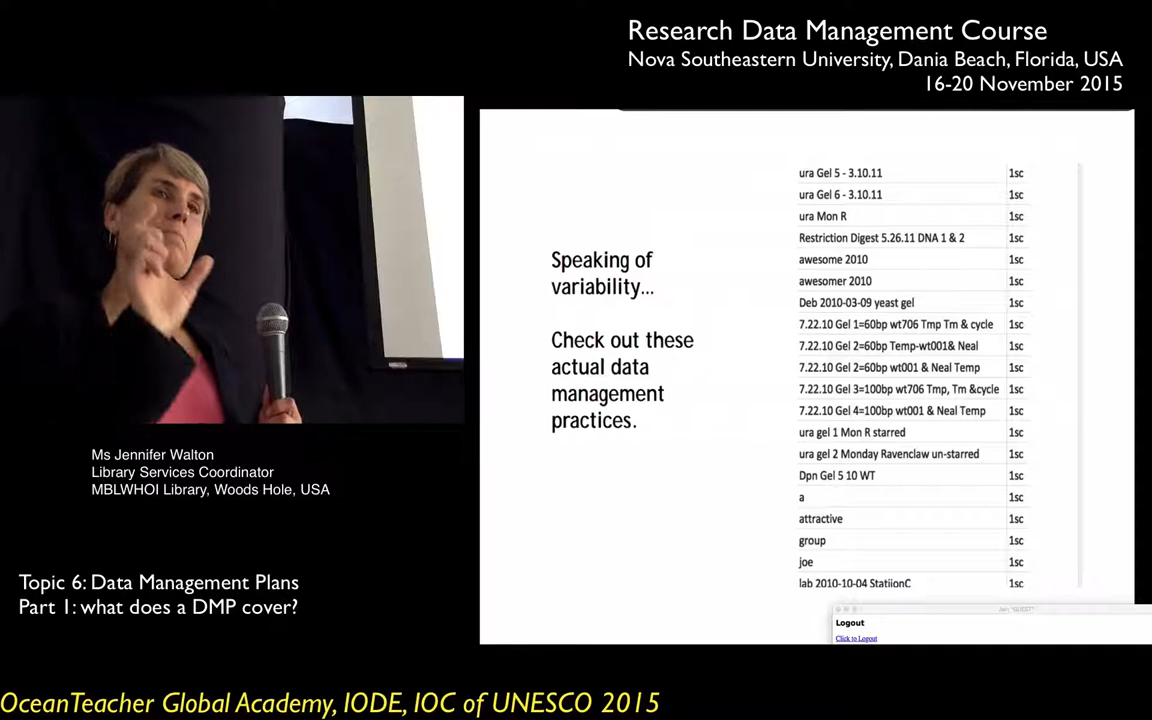 Research Data Management Course
Nova Southeastern University, Dania Beach, Florida, USA
16-20 November 2015
Speaking of
variability...
Check out these
actual data
management
practices.
ura Gel 5 - 3.10.11 1sc
ura Gel 6 - 3.10.11 1sc
ura Mon R 1sc
Restriction Digest 5.26.11 DNA 1 & 2 1sc
awesome 2010 1sc
awesomer 2010 1sc
Deb 2010-03-09 yeast gel 1sc
7.22.10 Gel 1=60bp wt706 Tmp Tm & cycle 1sc
7.22.10 Gel 2=60bp Temp-wt001& Neal 1sc
7.22.10 Gel 2=60bp wt001 & Neal Temp 1sc
7.22.10 Gel 3=100bp wt706 Tmp, Tm &cycle 1sc
7.22.10 Gel 4=100bp wt001 & Neal Temp 1sc
ura gel 1 Mon R starred 1sc
ura gel 2 Monday Ravenclaw un-starred 1sc
Dpn Gel 5 10 WT 1sc
a 1sc
attractive 1sc
group 1sc
joe 1sc
lab 2010-10-04 StatiionC 1sc
Join "GUEST"
Logout
Click to Logout
Ms Jennifer Walton
Library Services Coordinator
MBLWHOI Library, Woods Hole, USA
Topic 6: Data Management Plans
Part 1: what does a DMP cover?
OceanTeacher Global Academy, IODE, IOC of UNESCO 2015